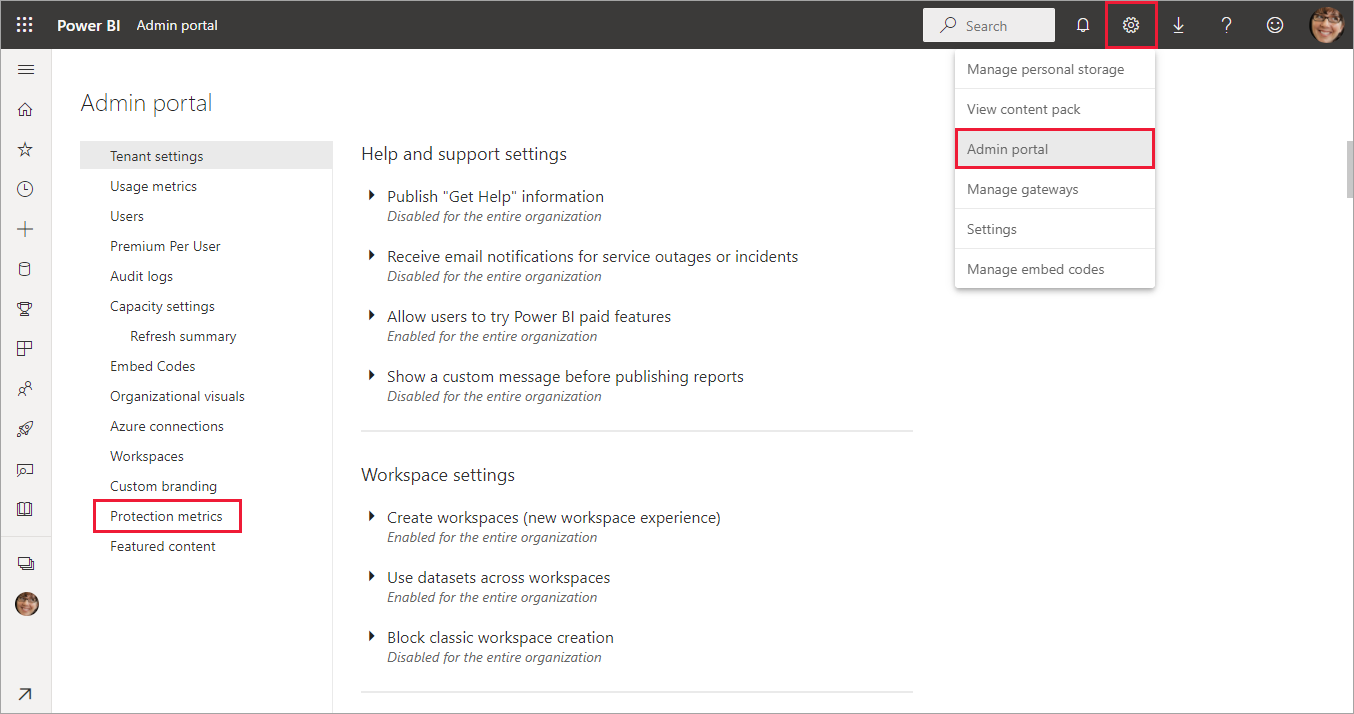 Power BI Admin portal
Search
?
Manage personal storage
View content pack
Admin portal
Manage gateways
Settings
Manage embed codes
Admin portal
Tenant settings
Usage metrics
Users
Premium Per User
Audit logs
Capacity settings
Refresh summary
Embed Codes
Organizational visuals
Azure connections
Workspaces
Custom branding
Protection metrics
Featured content
Help and support settings
Publish "Get Help" information
Disabled for the entire organization
Receive email notifications for service outages or incidents
Disabled for the entire organization
Allow users to try Power BI paid features
Enabled for the entire organization
Show a custom message before publishing reports
Disabled for the entire organization
Workspace settings
Create workspaces (new workspace experience)
Enabled for the entire organization
Use datasets across workspaces
Enabled for the entire organization
Block classic workspace creation
Disabled for the entire organization